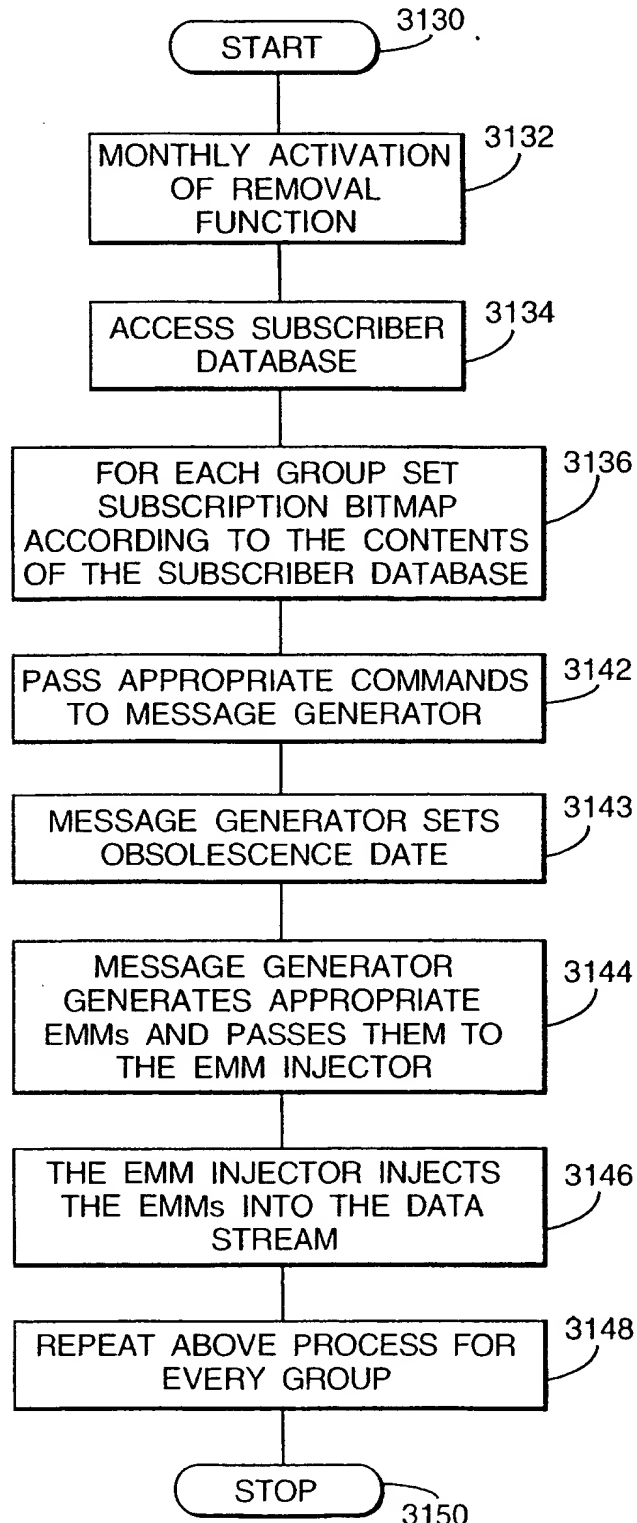 START
3130
MONTHLY ACTIVATION
OF REMOVAL
FUNCTION
3132
ACCESS SUBSCRIBER
DATABASE
3134
FOR EACH GROUP SET
SUBSCRIPTION BITMAP
ACCORDING TO THE CONTENTS
OF THE SUBSCRIBER DATABASE
3136
PASS APPROPRIATE COMMANDS
TO MESSAGE GENERATOR
3142
MESSAGE GENERATOR SETS
OBSOLESCENCE DATE
3143
MESSAGE GENERATOR
GENERATES APPROPRIATE
EMMs AND PASSES THEM TO
THE EMM INJECTOR
3144
THE EMM INJECTOR INJECTS
THE EMMs INTO THE DATA
STREAM
3146
REPEAT ABOVE PROCESS FOR
EVERY GROUP
3148
STOP
3150